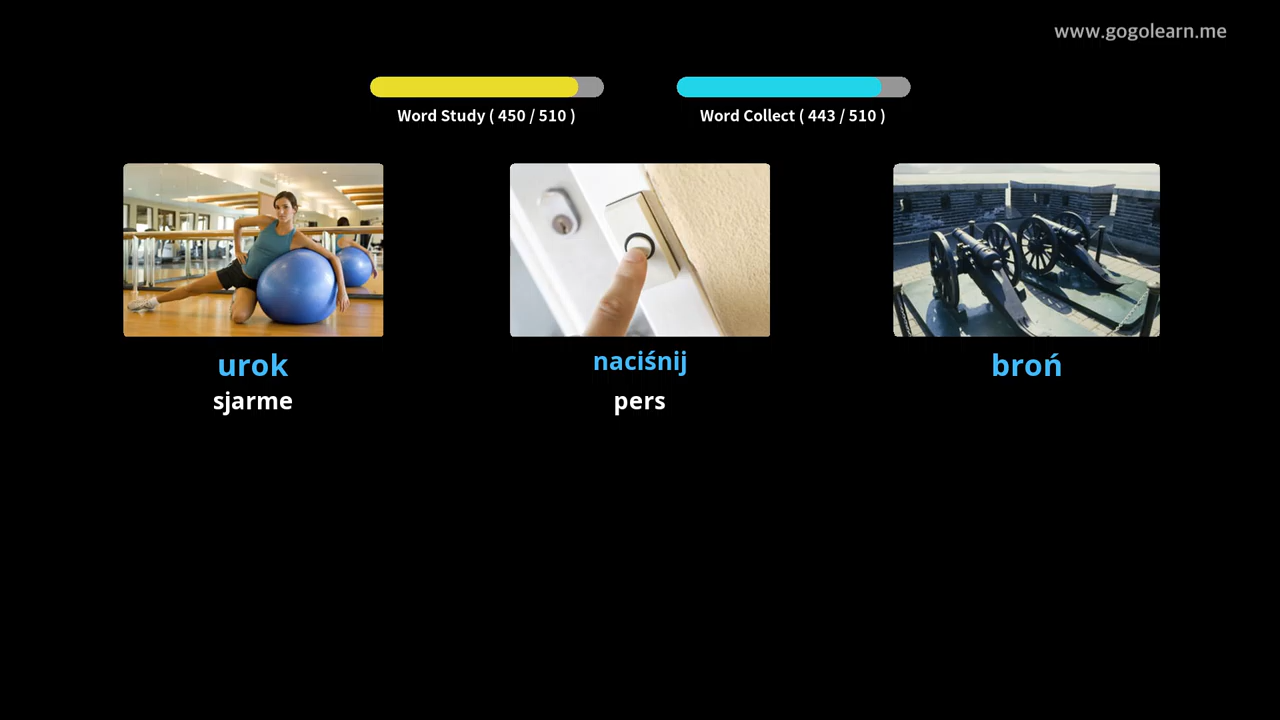 www.gogolearn.me
Word Study ( 450 / 510 )
Word Collect ( 443 / 510 )
urok
sjarme
naciśnij
pers
broń